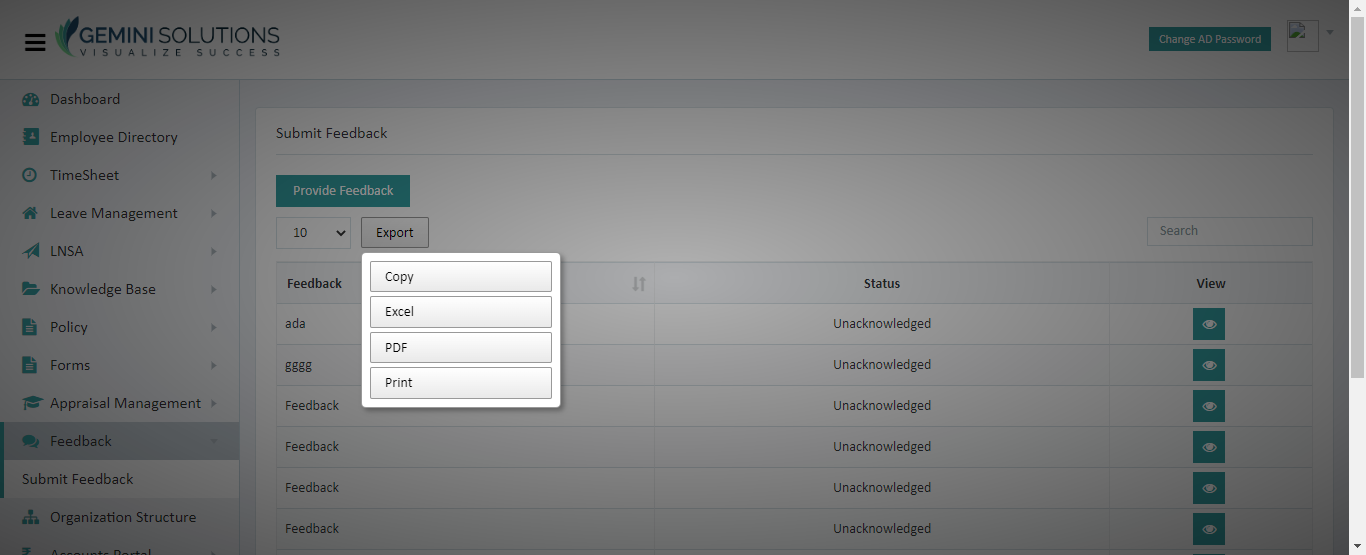 GEMINI SOLUTIONS
VISUALIZE SUCCESS
Change AD Password
Dashboard
Employee Directory
TimeSheet
Leave Management
LNSA
Knowledge Base
Policy
Forms
Appraisal Management
Feedback
Submit Feedback
Organization Structure
Accounts Portal
Submit Feedback
Provide Feedback
10
Export
Search
Copy
Excel
PDF
Print
Feedback Status View
ada Unacknowledged
gggg Unacknowledged
Feedback Unacknowledged
Feedback Unacknowledged
Feedback Unacknowledged
Feedback Unacknowledged